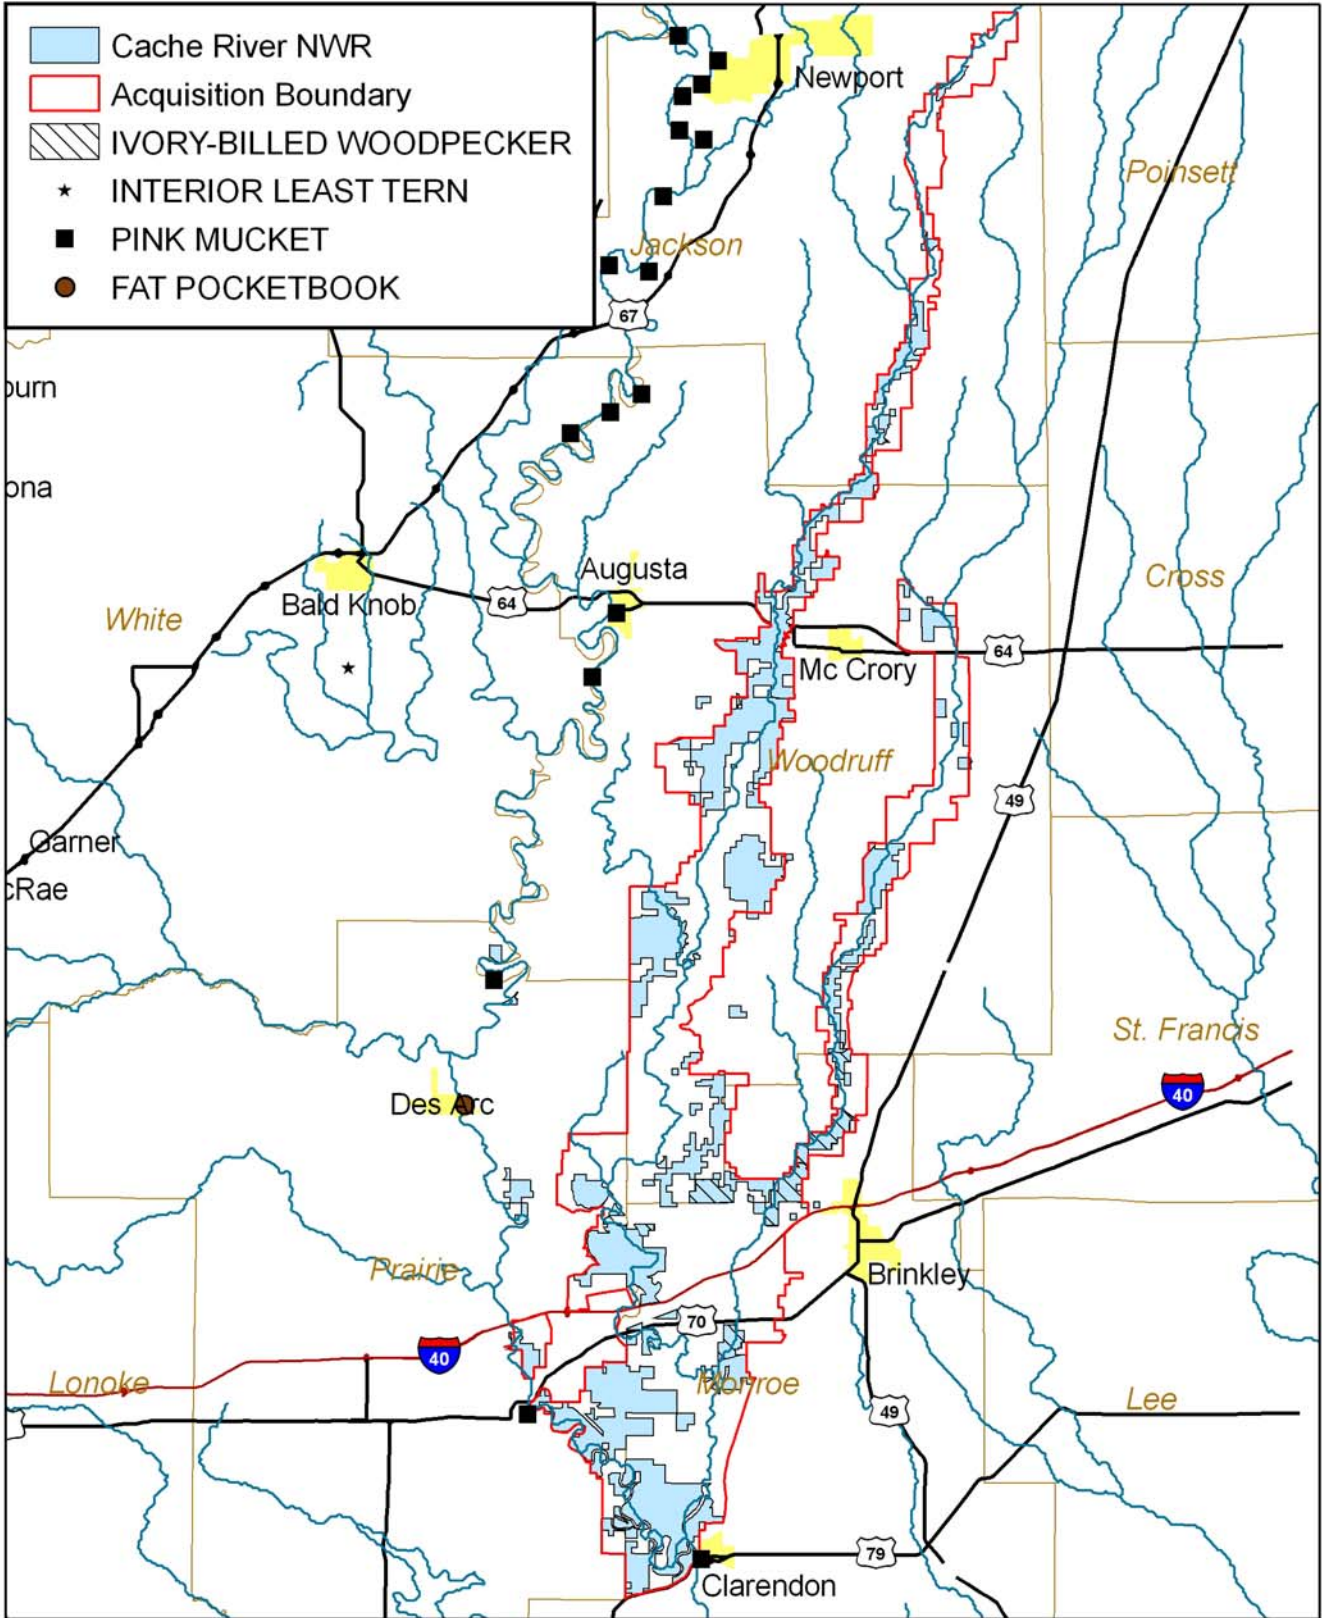 Cache River NWR
Acquisition Boundary
IVORY-BILLED WOODPECKER
INTERIOR LEAST TERN
PINK MUCKET
FAT POCKETBOOK
Newport
Poinsett
Jackson
67
burn
ona
Augusta
Cross
Bald Knob
64
White
Mc Crory
64
Woodruff
49
Garner
cRae
St. Francis
40
Des Arc
Prairie
Brinkley
70
40
Lonoke
Monroe
Lee
49
79
Clarendon